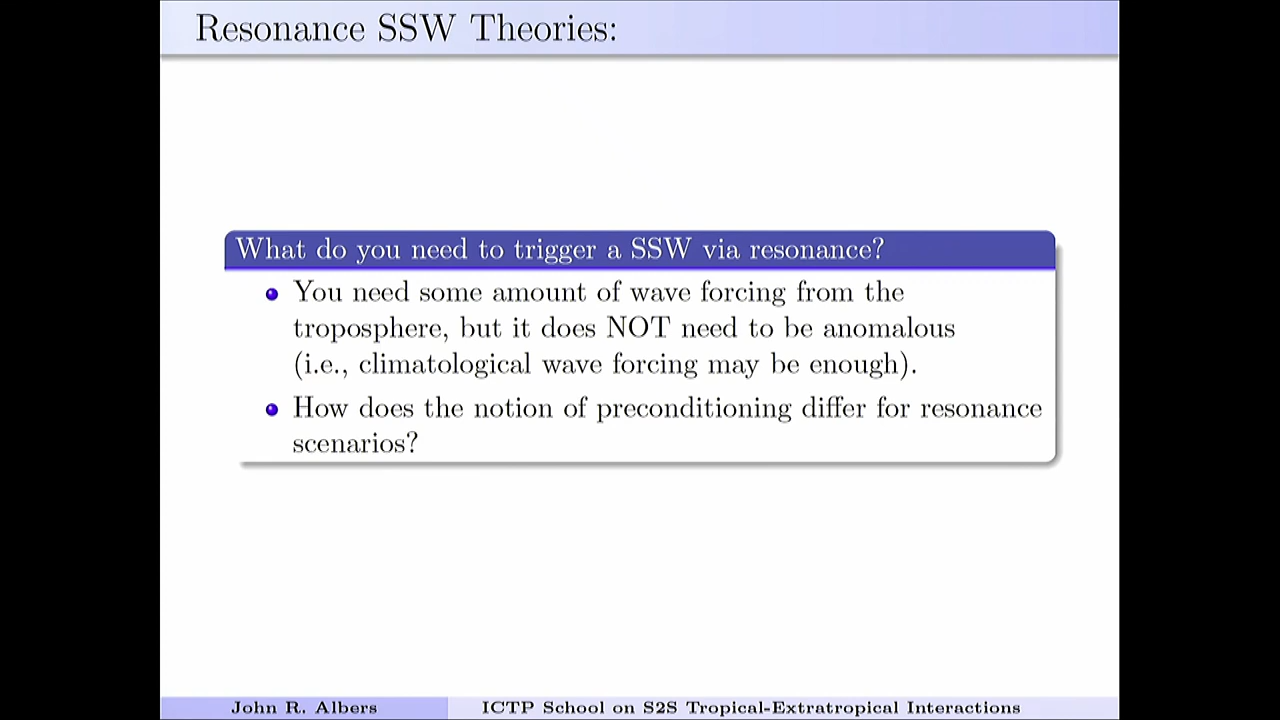 Resonance SSW Theories:
What do you need to trigger a SSW via resonance?
You need some amount of wave forcing from the
troposphere, but it does NOT need to be anomalous
(i.e., climatological wave forcing may be enough).
How does the notion of preconditioning differ for resonance
scenarios?
John R. Albers
ICTP School on S2S Tropical-Extratropical Interactions